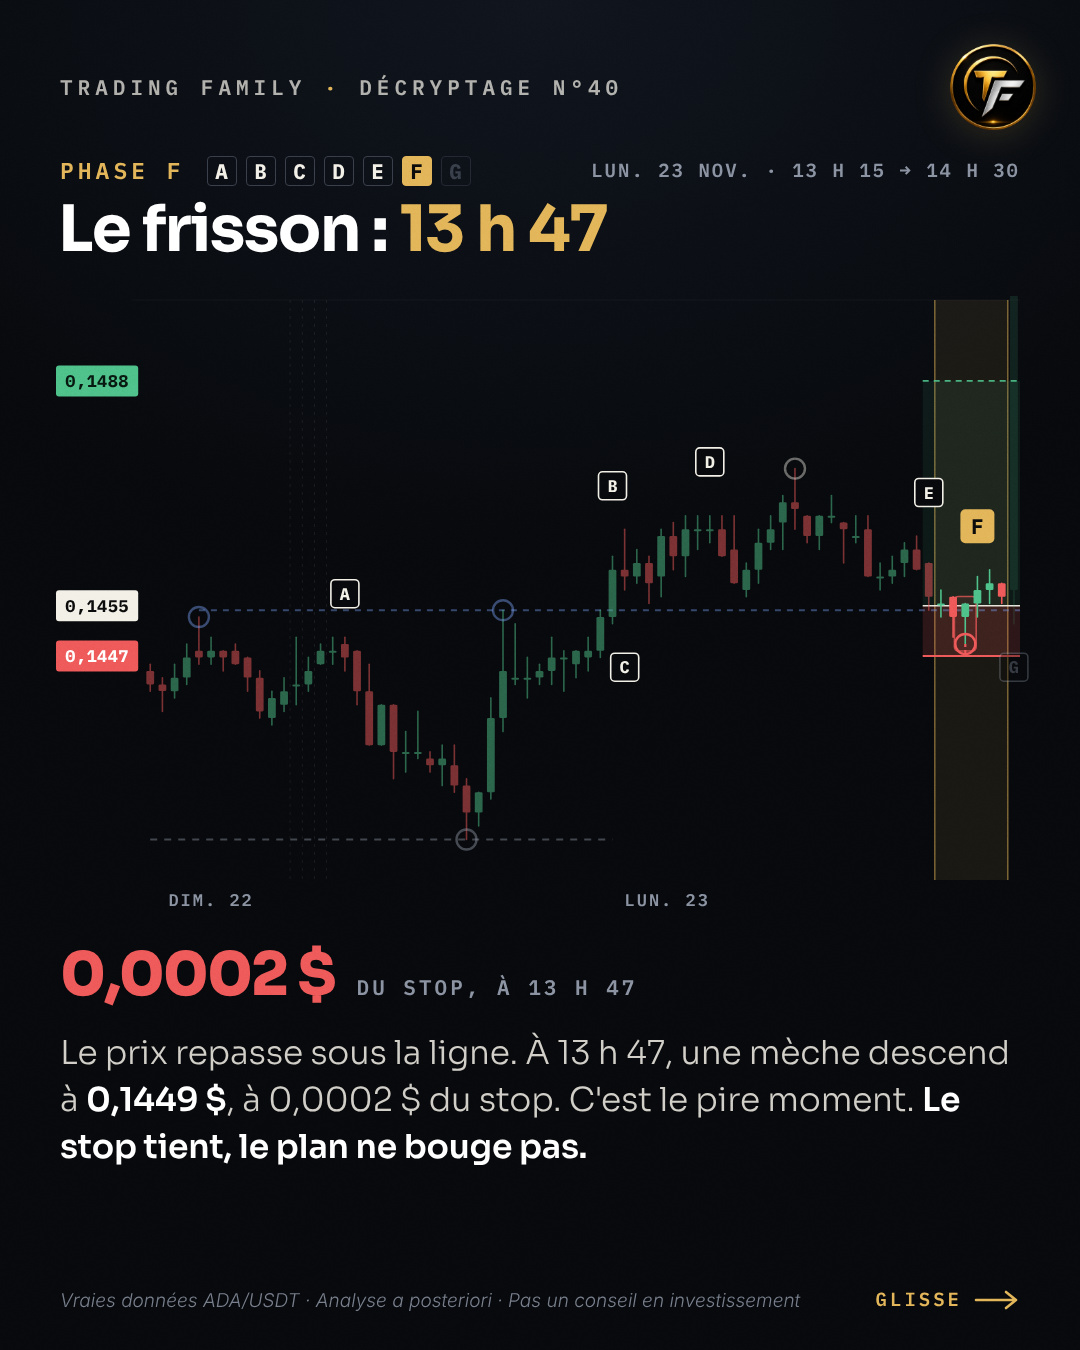 TRADING FAMILY · DÉCRYPTAGE N°40
TF
PHASE F A B C D E F G
LUN. 23 NOV. · 13 H 15 → 14 H 30
Le frisson : 13 h 47
0,1488
D
B
E
F
A
0,1455
0,1447
C
G
DIM. 22
LUN. 23
0,0002 $ DU STOP, À 13 H 47
Le prix repasse sous la ligne. À 13 h 47, une mèche descend
à 0,1449 $, à 0,0002 $ du stop. C'est le pire moment. Le
stop tient, le plan ne bouge pas.
Vraies données ADA/USDT · Analyse a posteriori · Pas un conseil en investissement
GLISSE →